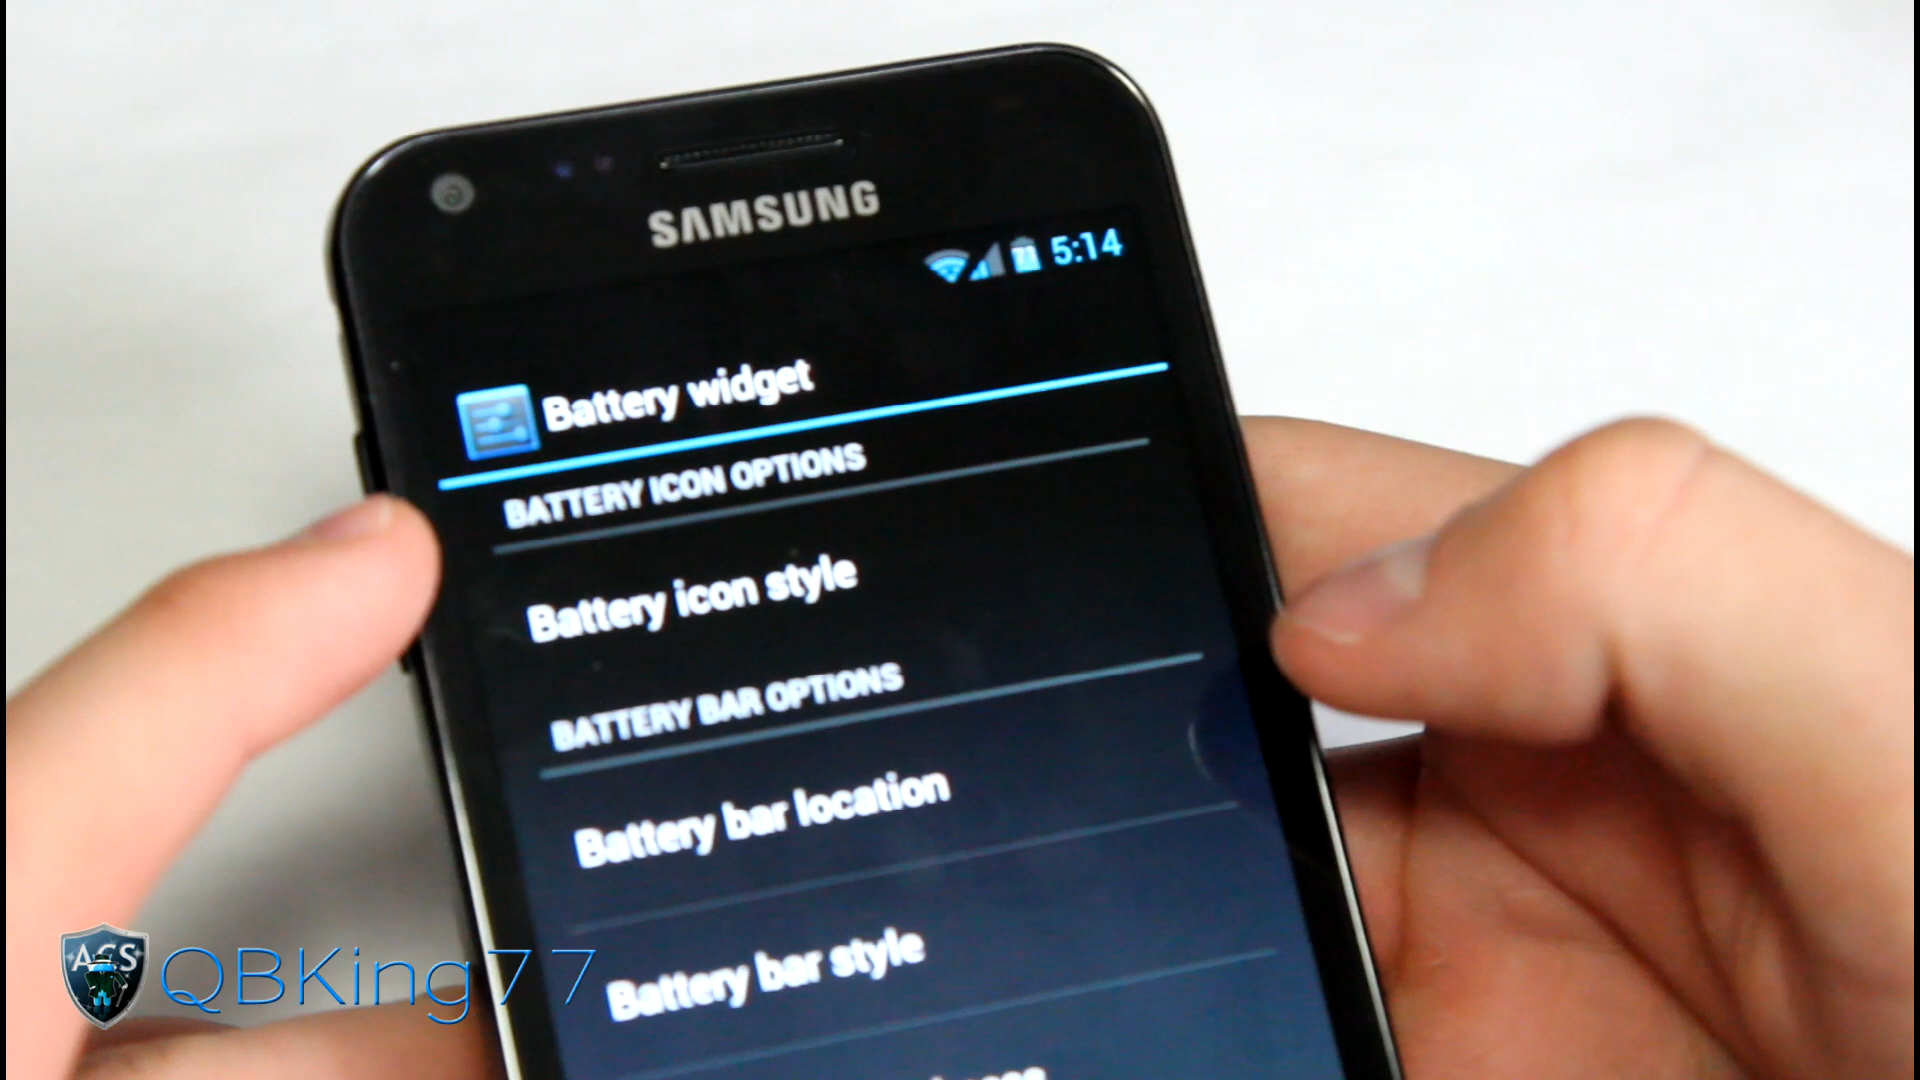 SAMSUNG
71 5:14
Battery widget
BATTERY ICON OPTIONS
Battery icon style
BATTERY BAR OPTIONS
Battery bar location
Battery bar style
ACS QBKing77